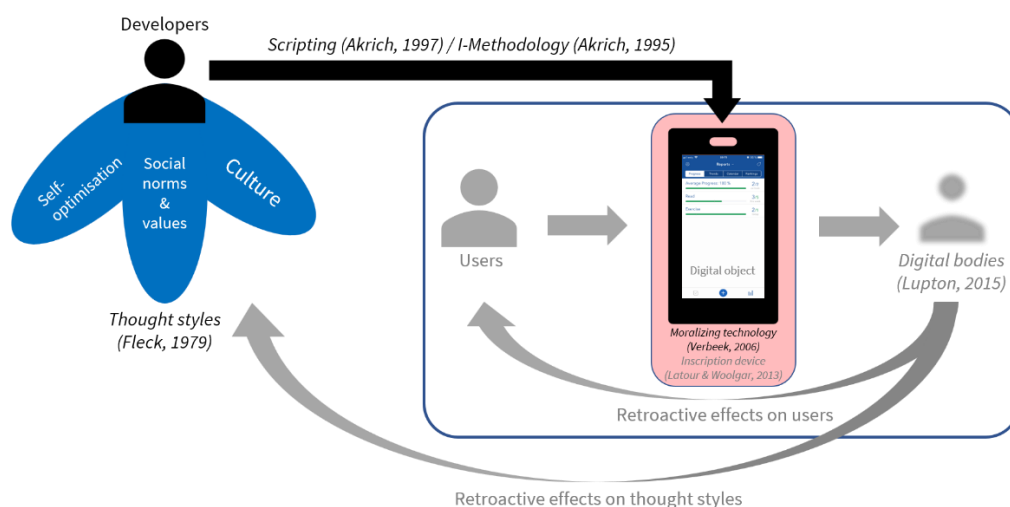 Developers
Scripting (Akrich, 1997) / I-Methodology (Akrich, 1995)
Self-
optimisation
Social
norms
&
values
Culture
Thought styles
(Fleck, 1979)
Users
Reports
Average Progress: 100 %
Digital object
Moralizing technology
(Verbeek, 2006)
Inscription device
(Latour & Woolgar, 2013)
Digital bodies
(Lupton, 2015)
Retroactive effects on users
Retroactive effects on thought styles